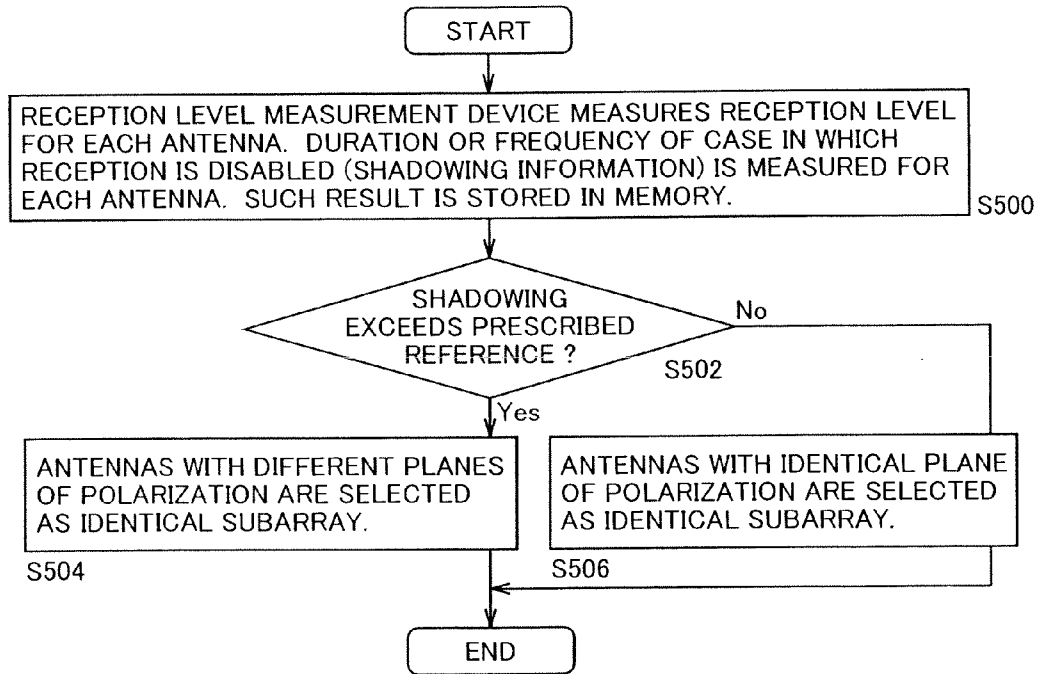 START
RECEPTION LEVEL MEASUREMENT DEVICE MEASURES RECEPTION LEVEL
FOR EACH ANTENNA. DURATION OR FREQUENCY OF CASE IN WHICH
RECEPTION IS DISABLED (SHADOWING INFORMATION) IS MEASURED FOR
EACH ANTENNA. SUCH RESULT IS STORED IN MEMORY.
S500
SHADOWING
EXCEEDS PRESCRIBED
REFERENCE ?
No
S502
Yes
ANTENNAS WITH DIFFERENT PLANES
OF POLARIZATION ARE SELECTED
AS IDENTICAL SUBARRAY.
S504
ANTENNAS WITH IDENTICAL PLANE
OF POLARIZATION ARE SELECTED
AS IDENTICAL SUBARRAY.
S506
END